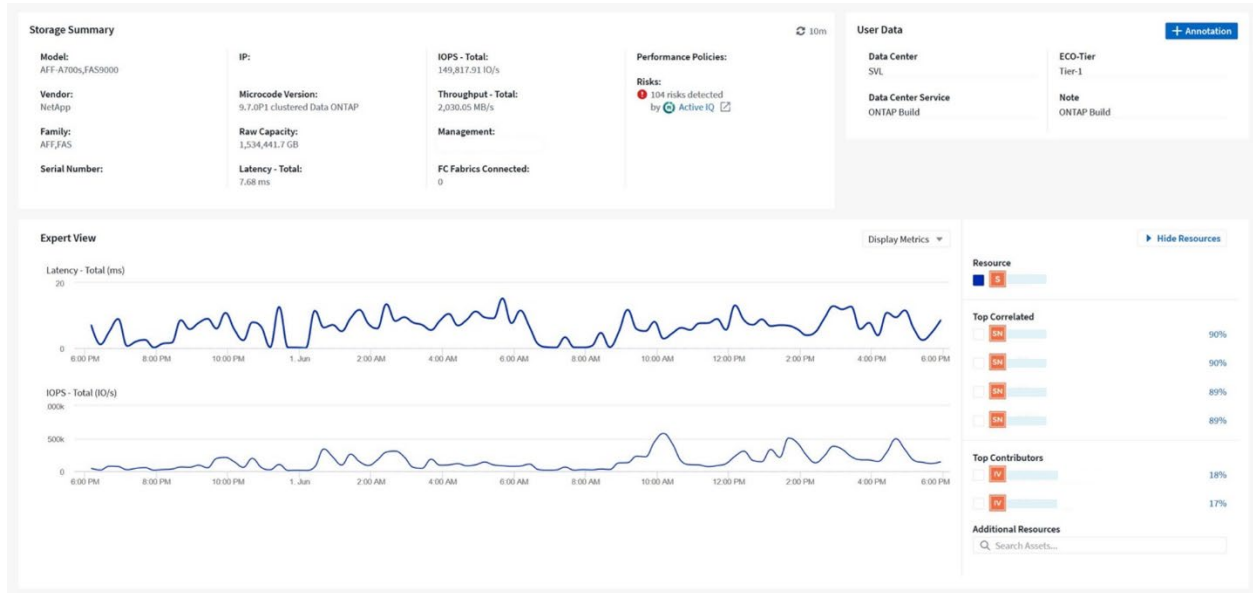 Storage Summary
10m
Model:
AFF-A700s,FAS9000
Vendor:
NetApp
Family:
AFF,FAS
Serial Number:
IP:
Microcode Version:
9.7.0P1 clustered Data ONTAP
Raw Capacity:
1,534,441.7 GB
Latency - Total:
7.68 ms
IOPS - Total:
149,817.91 IO/s
Throughput - Total:
2,030.05 MB/s
Management:
FC Fabrics Connected:
0
Performance Policies:
Risks:
104 risks detected
by Active IQ
User Data
+ Annotation
Data Center
SVL
ECO-Tier
Tier-1
Data Center Service
ONTAP Build
Note
ONTAP Build
Expert View
Display Metrics
Latency - Total (ms)
20
0
6:00 PM 8:00 PM 10:00 PM 1. Jun 2:00 AM 4:00 AM 6:00 AM 8:00 AM 10:00 AM 12:00 PM 2:00 PM 4:00 PM 6:00 PM
IOPS - Total (IO/s)
000k
500k
0
6:00 PM 8:00 PM 10:00 PM 1. Jun 2:00 AM 4:00 AM 6:00 AM 8:00 AM 10:00 AM 12:00 PM 2:00 PM 4:00 PM 6:00 PM
Hide Resources
Resource
S
Top Correlated
SN 90%
SN 90%
SN 89%
SN 89%
Top Contributors
IV 18%
IV 17%
Additional Resources
Search Assets...